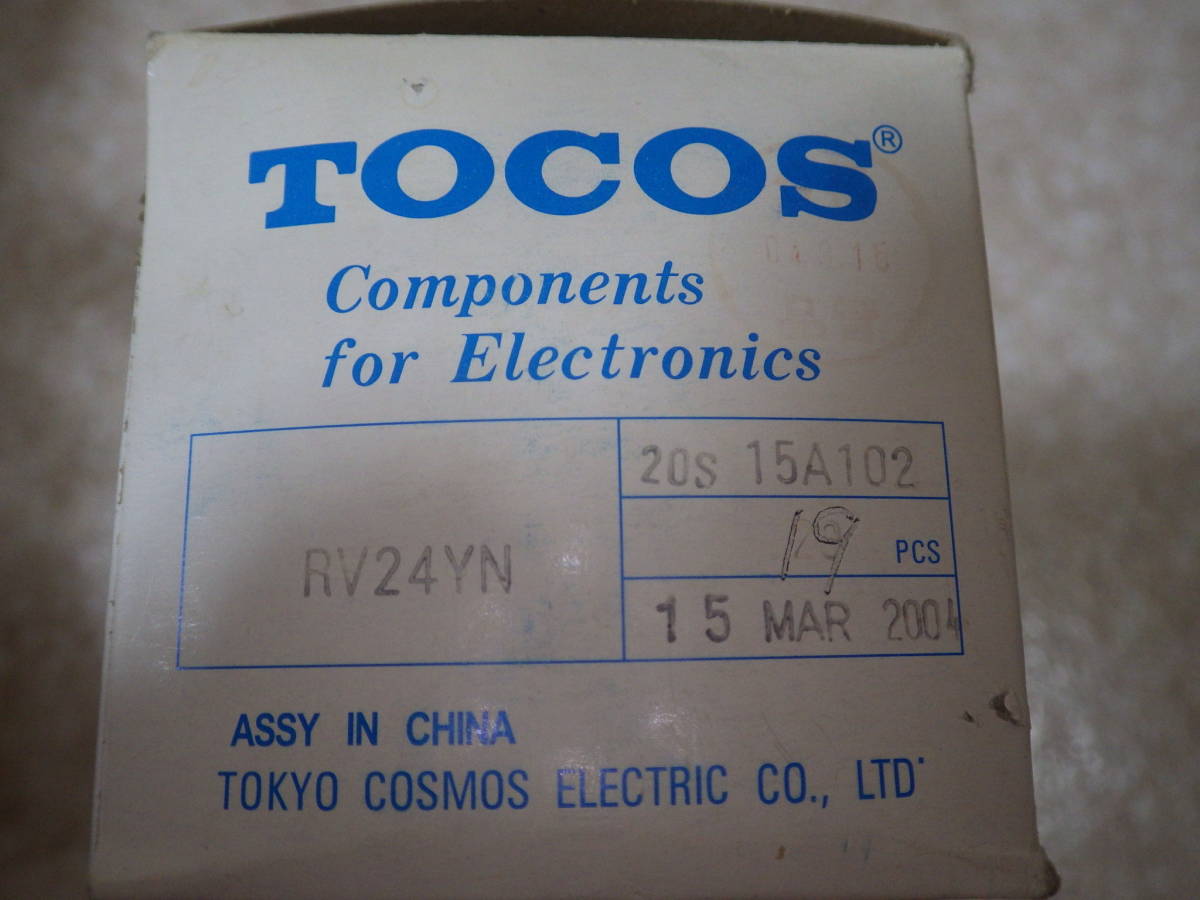 TOCOS®
Components
for Electronics
RV24YN
20S 15A102
19 PCS
15 MAR 2004
ASSY IN CHINA
TOKYO COSMOS ELECTRIC CO., LTD.